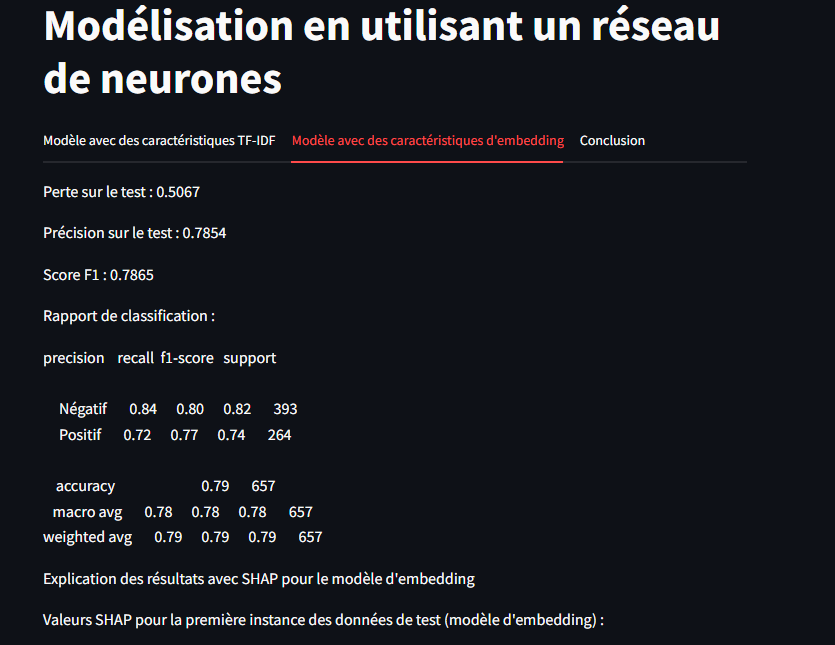 Modélisation en utilisant un réseau
de neurones
Modèle avec des caractéristiques TF-IDF Modèle avec des caractéristiques d'embedding Conclusion
Perte sur le test : 0.5067
Précision sur le test : 0.7854
Score F1 : 0.7865
Rapport de classification :
precision recall f1-score support
Négatif 0.84 0.80 0.82 393
Positif 0.72 0.77 0.74 264
accuracy 0.79 657
macro avg 0.78 0.78 0.78 657
weighted avg 0.79 0.79 0.79 657
Explication des résultats avec SHAP pour le modèle d'embedding
Valeurs SHAP pour la première instance des données de test (modèle d'embedding) :